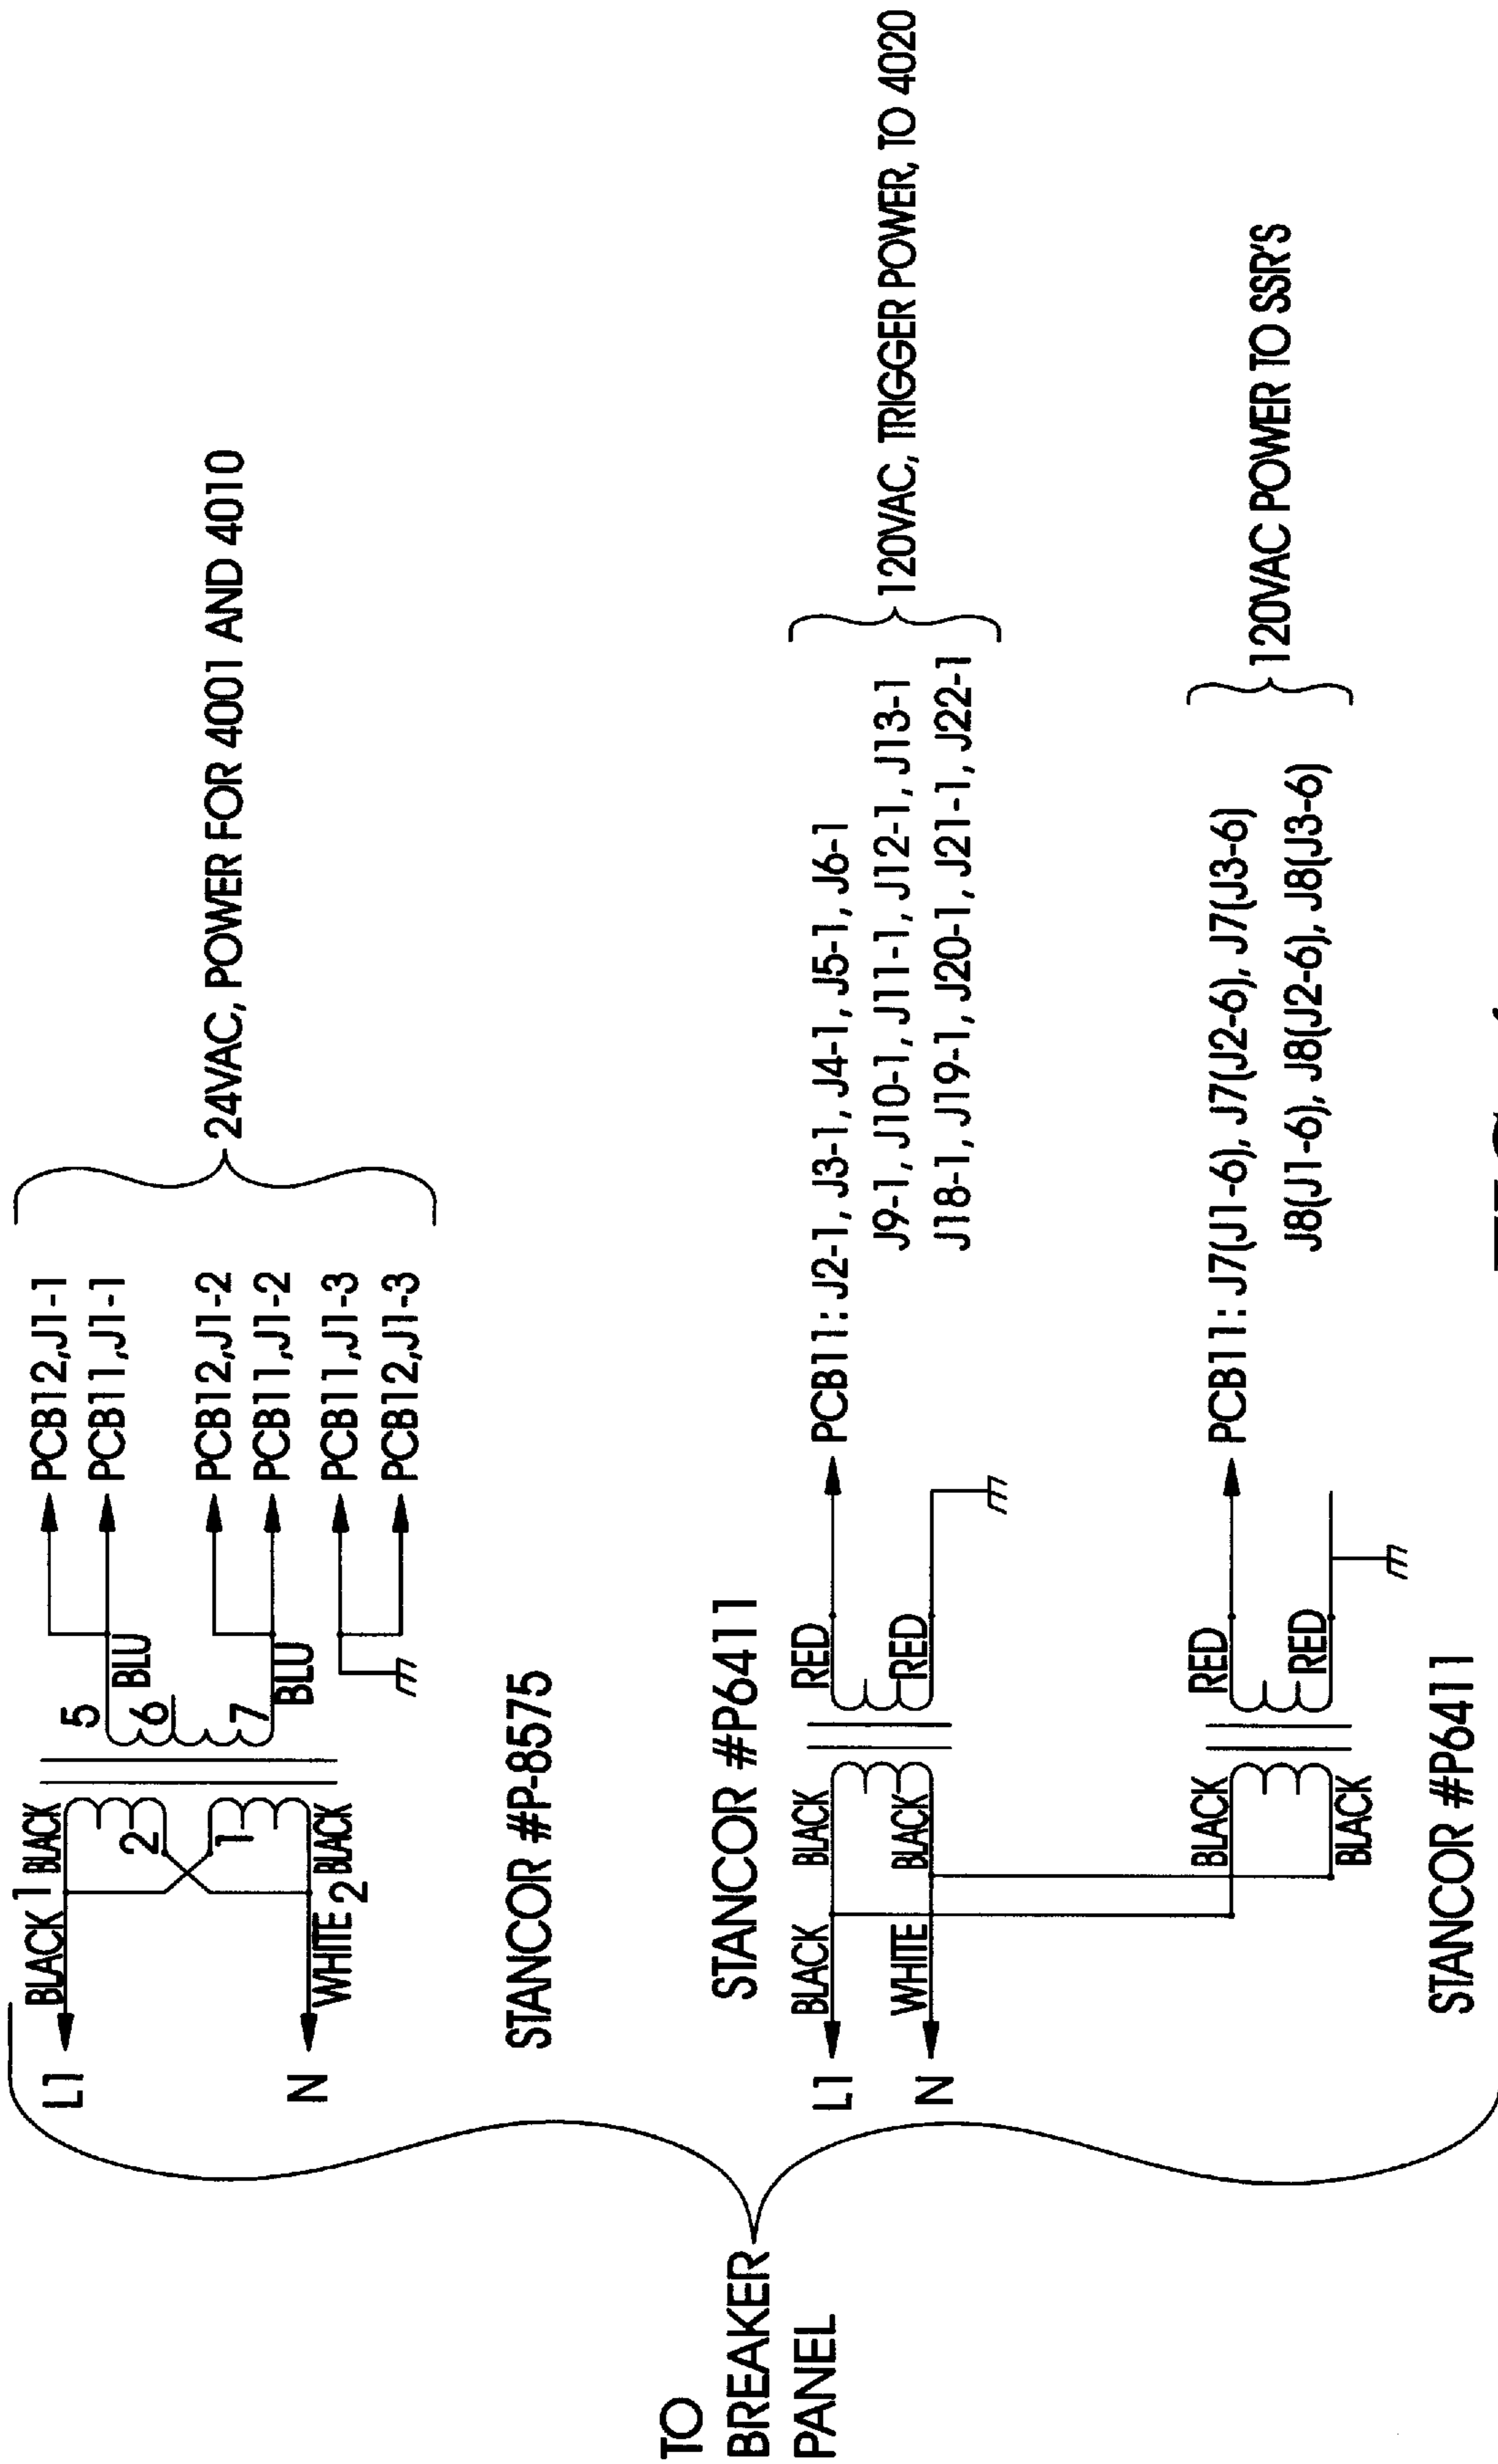 TO
BREAKER
PANEL
L1
N
BLACK 1
BLACK
2
1
WHITE 2
BLACK
5
BLU
6
7
BLU
STANCOR #P-8575
PCB12,J1-1
PCB11,J1-1
PCB12,J1-2
PCB11,J1-2
PCB11,J1-3
PCB12,J1-3
24VAC, POWER FOR 4001 AND 4010
STANCOR #P6411
L1
N
BLACK
BLACK
WHITE
BLACK
RED
RED
PCB11: J2-1, J3-1, J4-1, J5-1, J6-1
J9-1, J10-1, J11-1, J12-1, J13-1
J18-1, J19-1, J20-1, J21-1, J22-1
120VAC, TRIGGER POWER, TO 4020
BLACK
BLACK
RED
RED
STANCOR #P6411
PCB11: J7(J1-6), J7(J2-6), J7(J3-6)
J8(J1-6), J8(J2-6), J8(J3-6)
120VAC POWER TO SSR'S